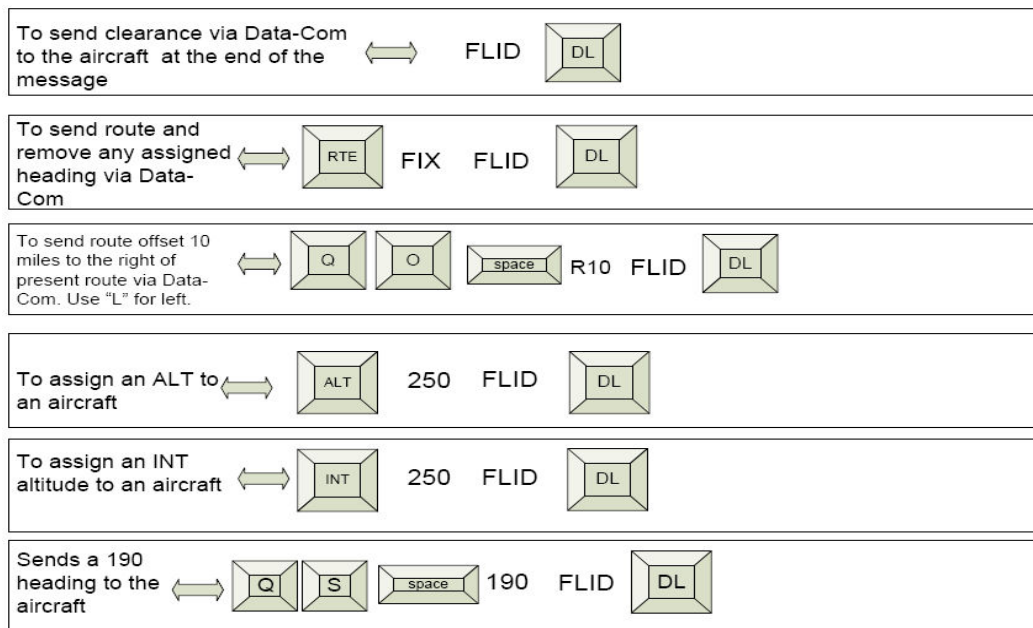 To send clearance via Data-Com
to the aircraft at the end of the
message
FLID DL
To send route and
remove any assigned
heading via Data-
Com
RTE FIX FLID DL
To send route offset 10
miles to the right of
present route via Data-
Com. Use “L” for left.
Q O space R10 FLID DL
To assign an ALT to
an aircraft
ALT 250 FLID DL
To assign an INT
altitude to an aircraft
INT 250 FLID DL
Sends a 190
heading to the
aircraft
Q S space 190 FLID DL